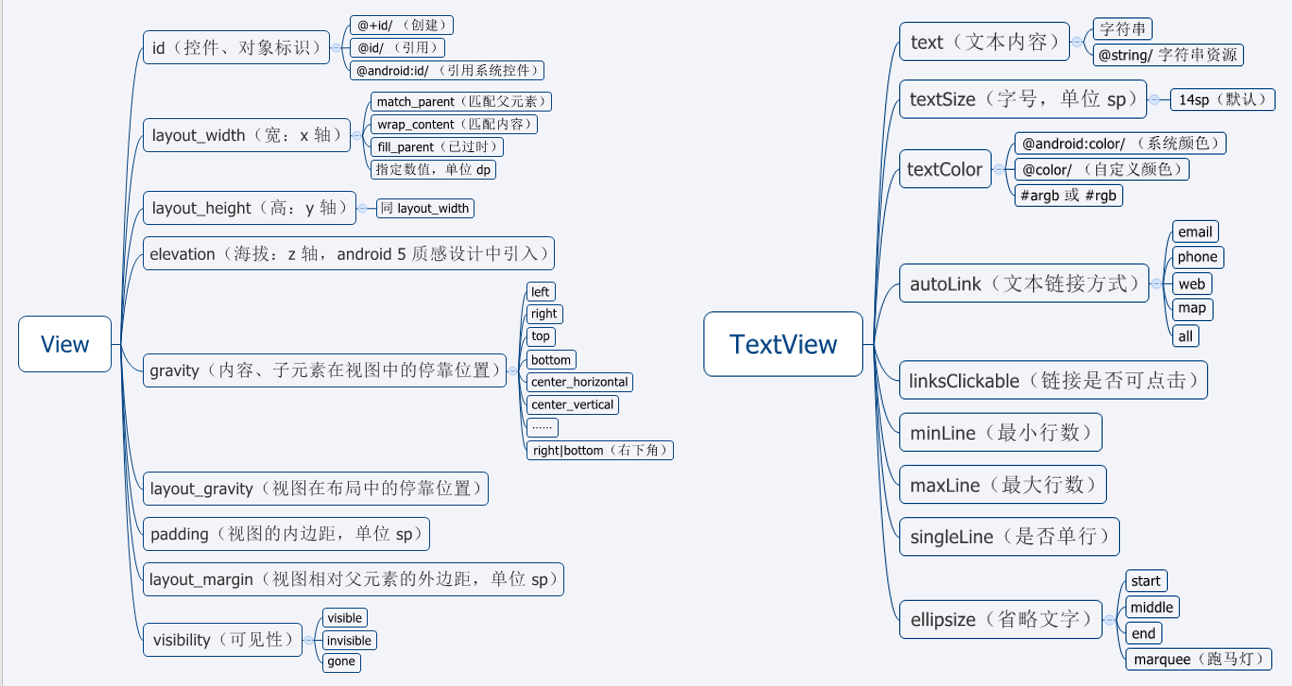 View
id（控件、对象标识）
@+id/ （创建）
@id/ （引用）
@android:id/ （引用系统控件）
layout_width（宽：x 轴）
match_parent（匹配父元素）
wrap_content（匹配内容）
fill_parent（已过时）
指定数值，单位 dp
layout_height（高：y 轴）
同 layout_width
elevation（海拔：z 轴，android 5 质感设计中引入）
gravity（内容、子元素在视图中的停靠位置）
left
right
top
bottom
center_horizontal
center_vertical
……
right|bottom（右下角）
layout_gravity（视图在布局中的停靠位置）
padding（视图的内边距，单位 sp）
layout_margin（视图相对父元素的外边距，单位 sp）
visibility（可见性）
visible
invisible
gone
TextView
text（文本内容）
字符串
@string/ 字符串资源
textSize（字号，单位 sp）
14sp（默认）
textColor
@android:color/ （系统颜色）
@color/ （自定义颜色）
#argb 或 #rgb
autoLink（文本链接方式）
email
phone
web
map
all
linksClickable（链接是否可点击）
minLine（最小行数）
maxLine（最大行数）
singleLine（是否单行）
ellipsize（省略文字）
start
middle
end
marquee（跑马灯）